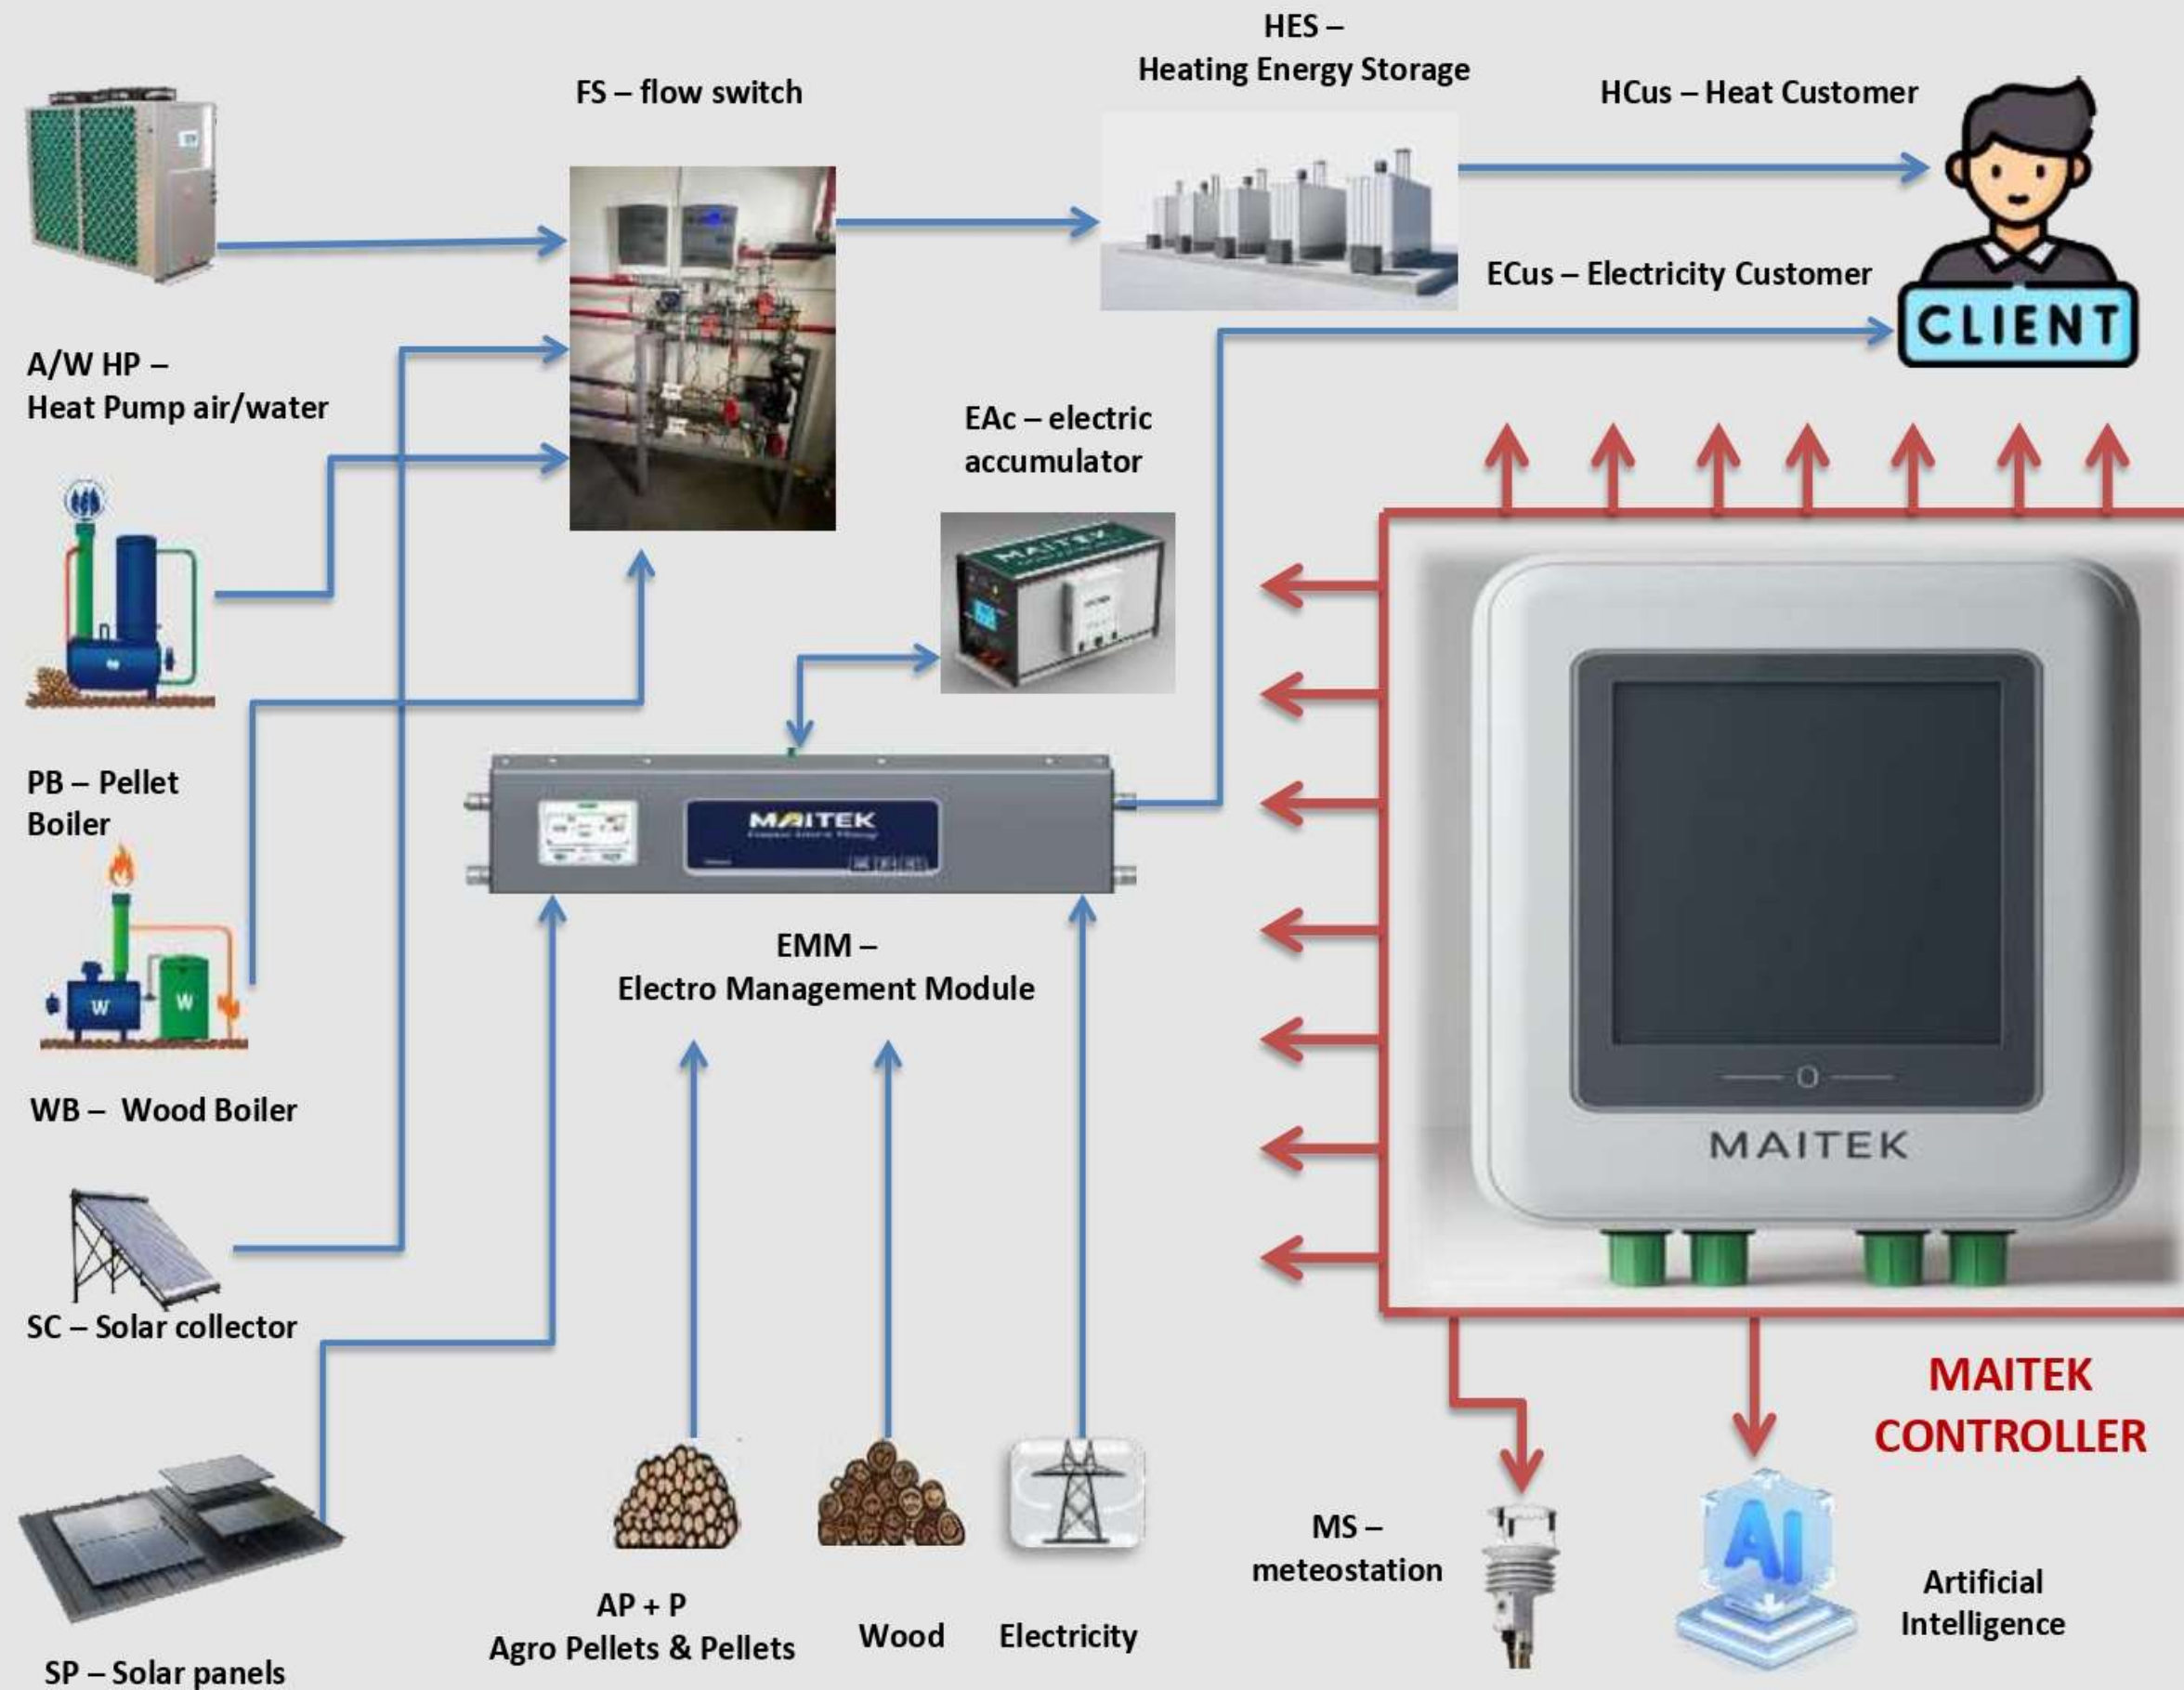 HES –
Heating Energy Storage
FS – flow switch
HCus – Heat Customer
ECus – Electricity Customer
CLIENT
A/W HP –
Heat Pump air/water
EAc – electric
accumulator
MAITEK
PB – Pellet
Boiler
MAITEK
W
W
EMM –
Electro Management Module
WB – Wood Boiler
MAITEK
SC – Solar collector
MAITEK
CONTROLLER
AI
MS –
meteostation
Artificial
Intelligence
AP + P
Agro Pellets & Pellets
Wood
Electricity
SP – Solar panels